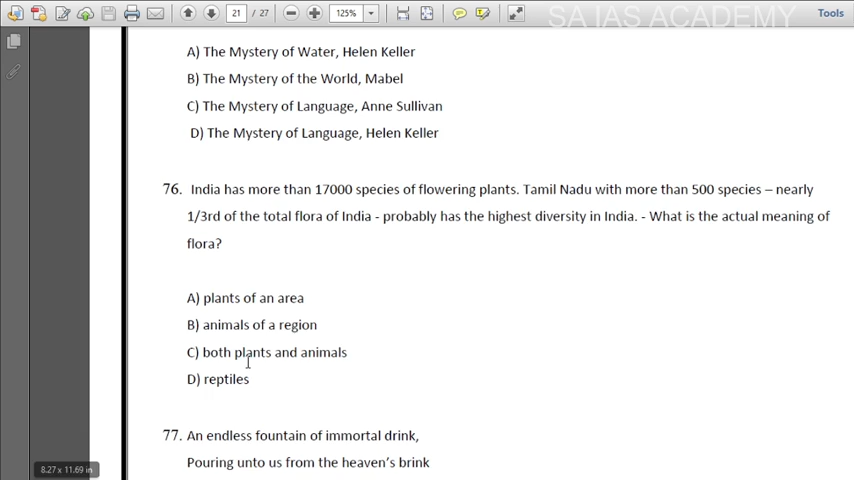 SA IAS ACADEMY
21 / 27
125%
Tools
A) The Mystery of Water, Helen Keller
B) The Mystery of the World, Mabel
C) The Mystery of Language, Anne Sullivan
D) The Mystery of Language, Helen Keller
76. India has more than 17000 species of flowering plants. Tamil Nadu with more than 500 species – nearly
1/3rd of the total flora of India - probably has the highest diversity in India. - What is the actual meaning of
flora?
A) plants of an area
B) animals of a region
C) both plants and animals
D) reptiles
77. An endless fountain of immortal drink,
Pouring unto us from the heaven’s brink
8.27 x 11.69 in